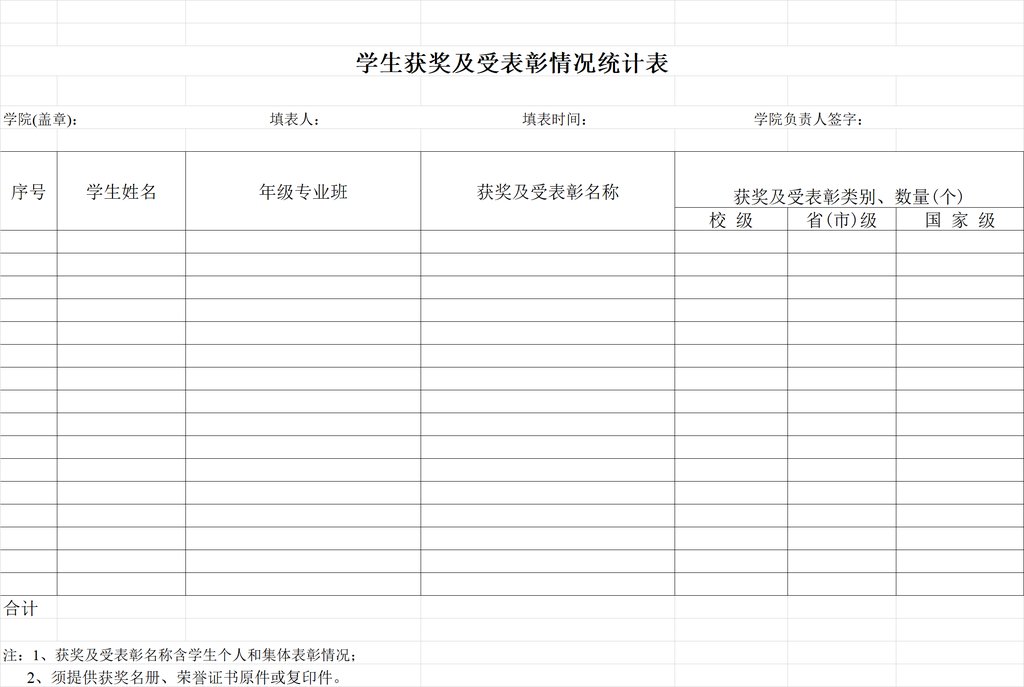 学生获奖及受表彰情况统计表
学院(盖章): 填表人: 填表时间: 学院负责人签字:
序号 学生姓名 年级专业班 获奖及受表彰名称 获奖及受表彰类别、数量(个)
校 级 省(市)级 国 家 级
合计
注: 1、获奖及受表彰名称含学生个人和集体表彰情况;
2、须提供获奖名册、荣誉证书原件或复印件。